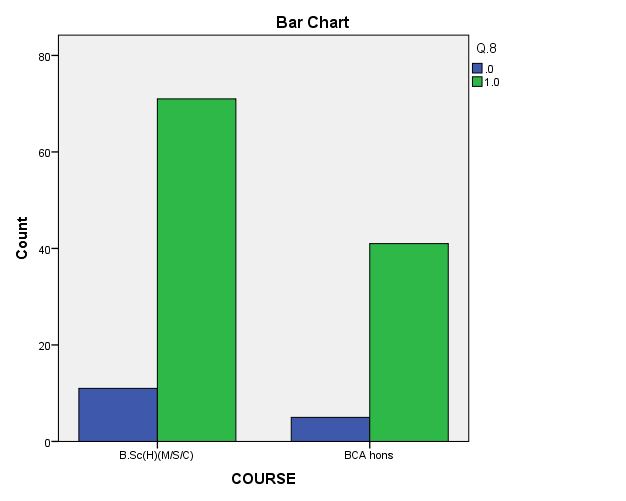 Bar Chart
Q.8
.0
1.0
80
60
40
20
0
Count
B.Sc(H)(M/S/C)
BCA hons
COURSE